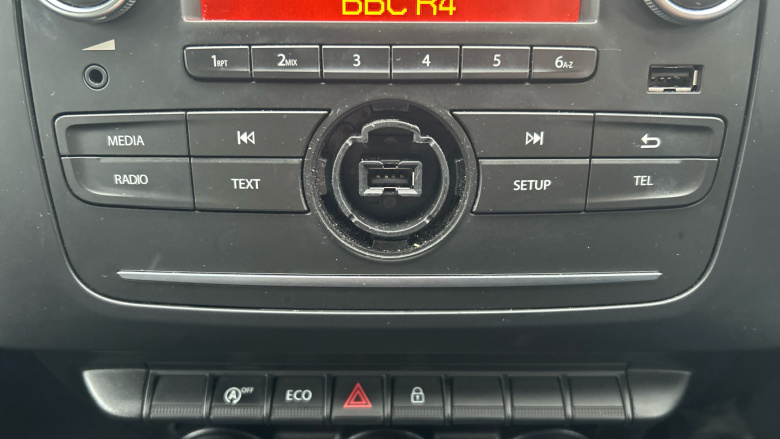 BBC R4
1RPT 2MIX 3 4 5 6A-Z
MEDIA
RADIO TEXT SETUP TEL
A OFF ECO